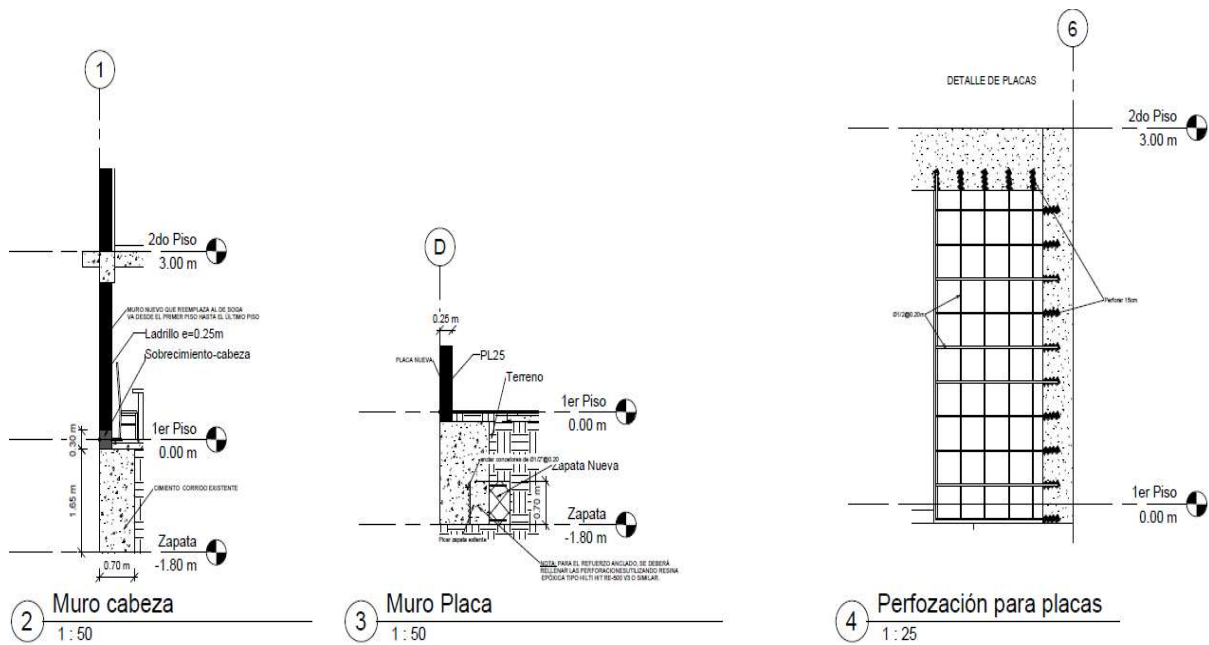 1
2do Piso
3.00 m
MURO NUEVO QUE REEMPLAZA AL DE SOGA
VA DESDE EL PRIMER PISO HASTA EL ÚLTIMO PISO
Ladrillo e=0.25m
Sobrecimiento-cabeza
1er Piso
0.00 m
0.30 m
1.65 m
CIMIENTO CORRIDO EXISTENTE
Zapata
-1.80 m
0.70 m
2
Muro cabeza
1 : 50
D
0.25 m
PLACA NUEVA
PL25
Terreno
1er Piso
0.00 m
Zapata Nueva
0.70 m
Zapata
-1.80 m
NOTA: PARA EL REFUERZO ANCLADO, SE DEBERÁ
RELLENAR LAS PERFORACIONESUTILIZANDO RESINA
EPÓXICA TIPO HILTI HIT RE-500 V3 O SIMILAR.
3
Muro Placa
1 : 50
6
DETALLE DE PLACAS
2do Piso
3.00 m
Perforar 15cm
Ø1/2@0.20m
1er Piso
0.00 m
4
Perfozación para placas
1 : 25